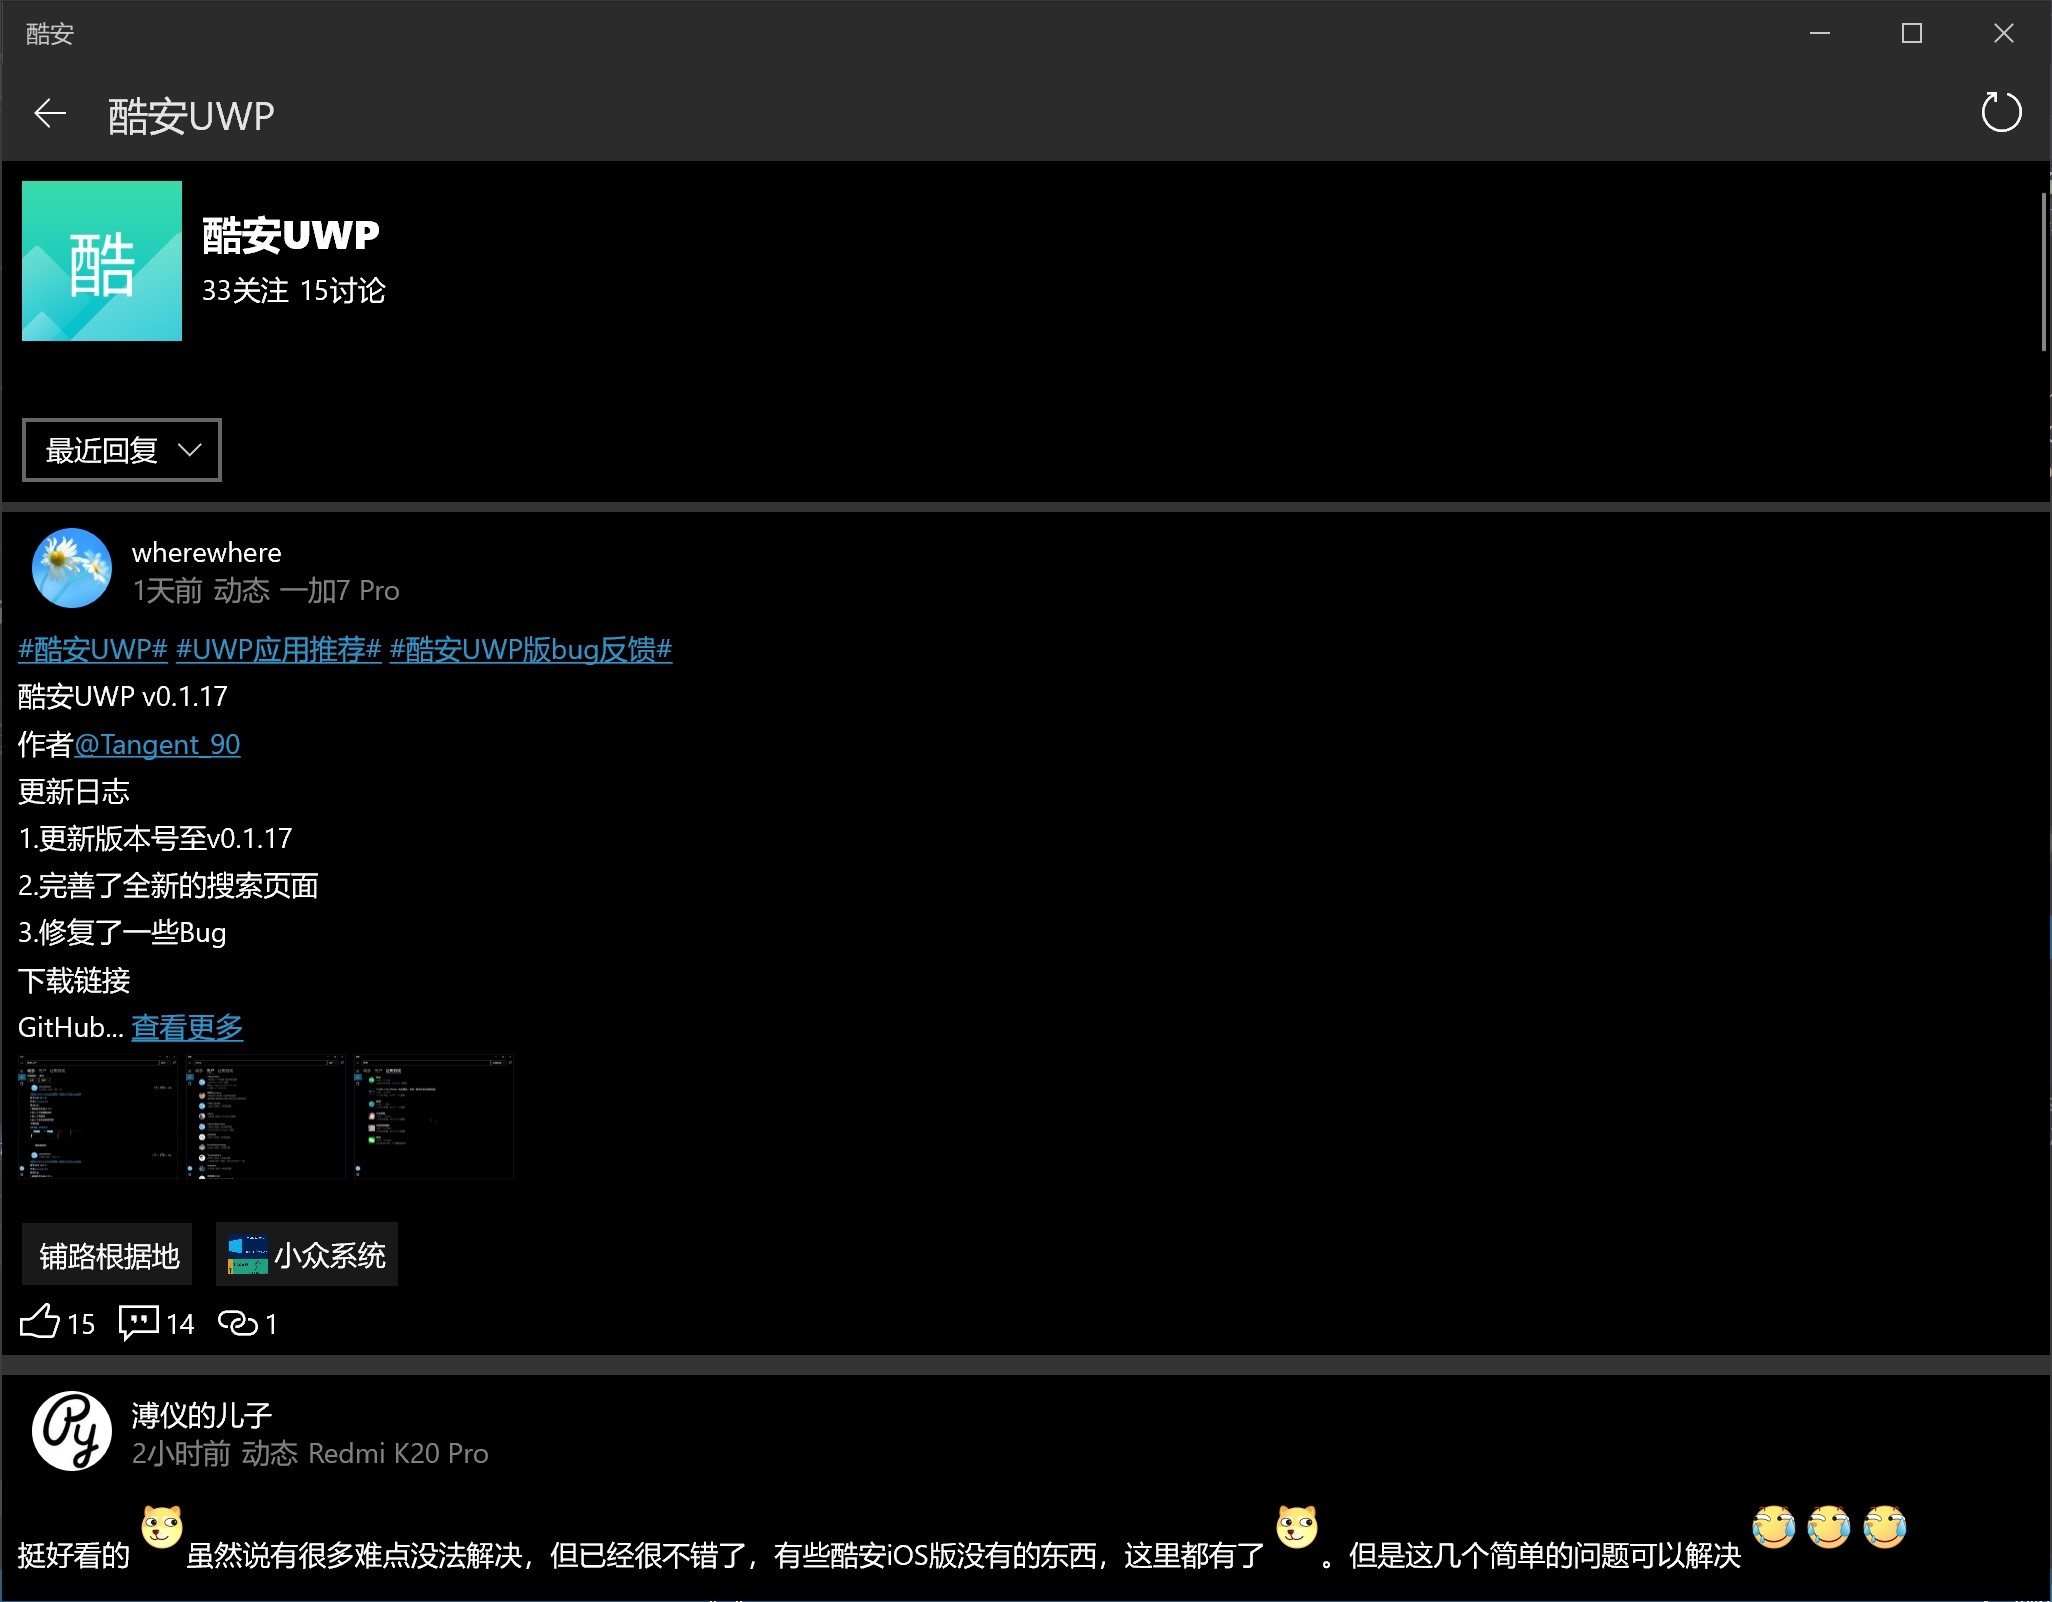 酷安
酷安UWP
酷
酷安UWP
33关注 15讨论
最近回复
wherewhere
1天前 动态 一加7 Pro
#酷安UWP# #UWP应用推荐# #酷安UWP版bug反馈#
酷安UWP v0.1.17
作者@Tangent_90
更新日志
1.更新版本号至v0.1.17
2.完善了全新的搜索页面
3.修复了一些Bug
下载链接
GitHub... 查看更多
铺路根据地 小众系统
15 14 1
Py
溥仪的儿子
2小时前 动态 Redmi K20 Pro
挺好看的 虽然说有很多难点没法解决，但已经很不错了，有些酷安iOS版没有的东西，这里都有了 。但是这几个简单的问题可以解决